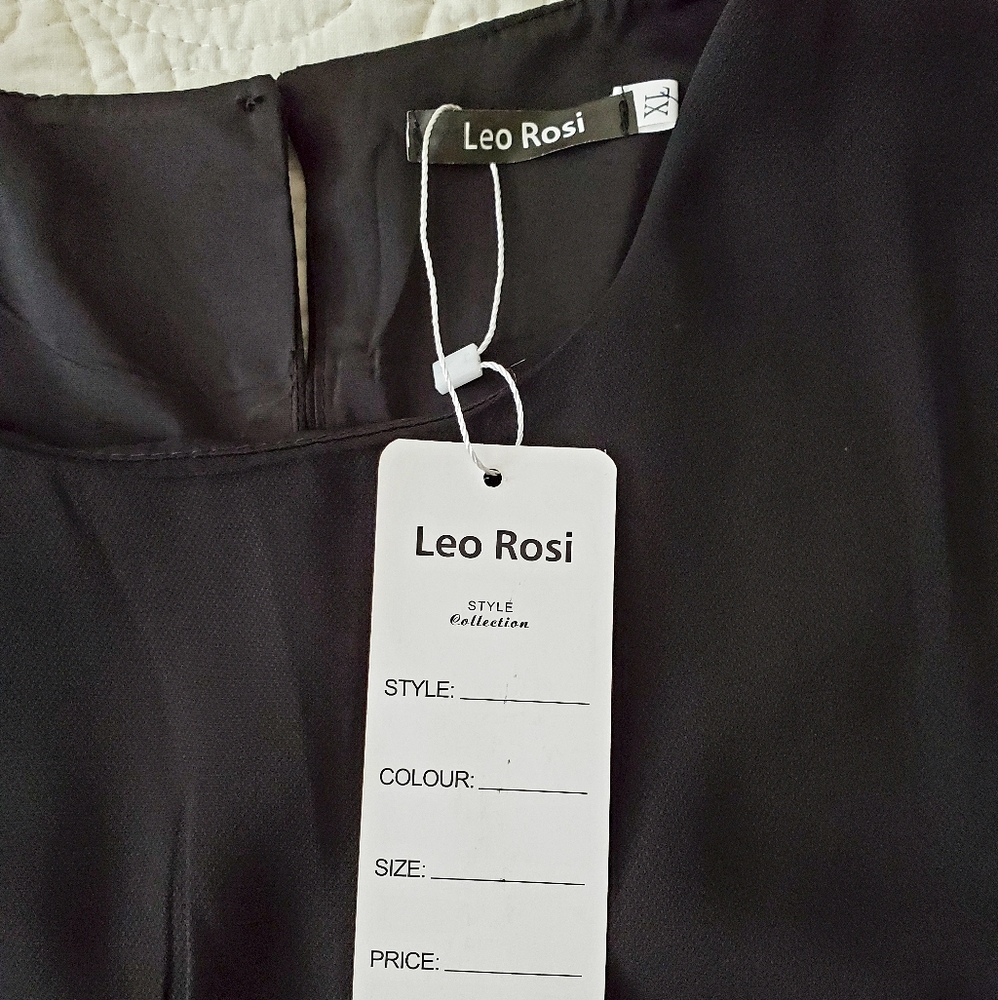 Leo Rosi
XL
Leo Rosi
STYLE
Collection
STYLE:
COLOUR:
SIZE:
PRICE: